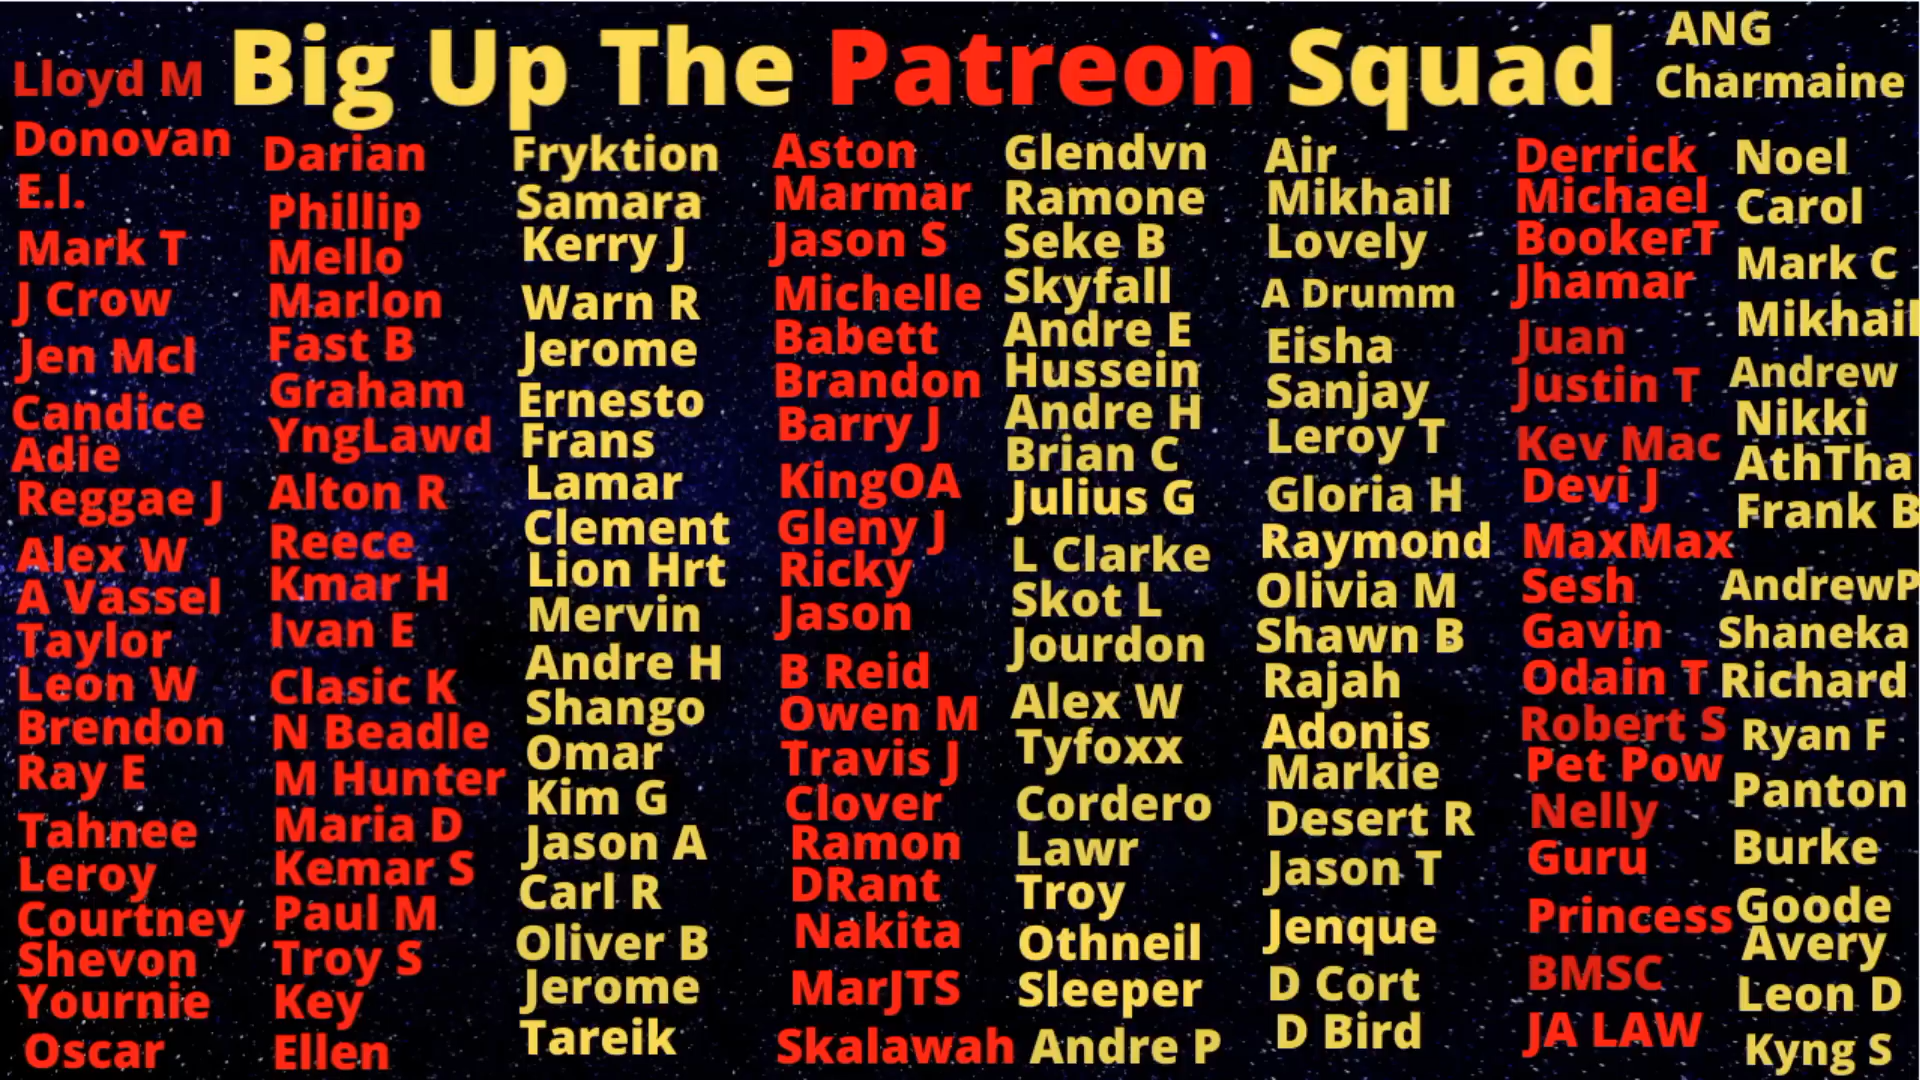 Big Up The Patreon Squad
Lloyd M
Donovan
E.I.
Mark T
J Crow
Jen Mcl
Candice
Adie
Reggae J
Alex W
A Vassel
Taylor
Leon W
Brendon
Ray E
Tahnee
Leroy
Courtney
Shevon
Yournie
Oscar
Darian
Phillip
Mello
Marlon
Fast B
Graham
YngLawd
Alton R
Reece
Kmar H
Ivan E
Clasic K
N Beadle
M Hunter
Maria D
Kemar S
Paul M
Troy S
Key
Ellen
Fryktion
Samara
Kerry J
Warn R
Jerome
Ernesto
Frans
Lamar
Clement
Lion Hrt
Mervin
Andre H
Shango
Omar
Kim G
Jason A
Carl R
Oliver B
Jerome
Tareik
Aston
Marmar
Jason S
Michelle
Babett
Brandon
Barry J
KingOA
Gleny J
Ricky
Jason
B Reid
Owen M
Travis J
Clover
Ramon
DRant
Nakita
MarJTS
Skalawah
Glendvn
Ramone
Seke B
Skyfall
Andre E
Hussein
Andre H
Brian C
Julius G
L Clarke
Skot L
Jourdon
Alex W
Tyfoxx
Cordero
Lawr
Troy
Othneil
Sleeper
Andre P
Air
Mikhail
Lovely
A Drumm
Eisha
Sanjay
Leroy T
Gloria H
Raymond
Olivia M
Shawn B
Rajah
Adonis
Markie
Desert R
Jason T
Jenque
D Cort
D Bird
Derrick
Michael
BookerT
Jhamar
Juan
Justin T
Kev Mac
Devi J
MaxMax
Sesh
Gavin
Odain T
Robert S
Pet Pow
Nelly
Guru
Princess
BMSC
JA LAW
ANG
Charmaine
Noel
Carol
Mark C
Mikhail
Andrew
Nikki
AthTha
Frank B
AndrewP
Shaneka
Richard
Ryan F
Panton
Burke
Goode
Avery
Leon D
Kyng S